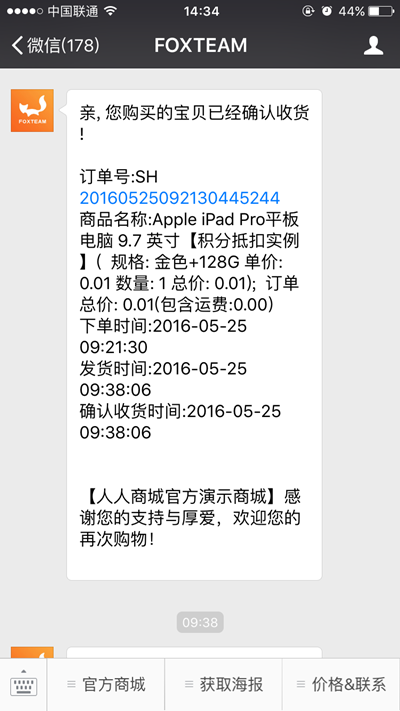 中国联通 14:34 44%
微信(178) FOXTEAM
FOXTEAM
亲, 您购买的宝贝已经确认收货
!
订单号:SH
20160525092130445244
商品名称:Apple iPad Pro平板
电脑 9.7 英寸【积分抵扣实例
】( 规格: 金色+128G 单价:
0.01 数量: 1 总价: 0.01); 订单
总价: 0.01(包含运费:0.00)
下单时间:2016-05-25
09:21:30
发货时间:2016-05-25
09:38:06
确认收货时间:2016-05-25
09:38:06
【人人商城官方演示商城】感
谢您的支持与厚爱，欢迎您的
再次购物！
09:38
官方商城 获取海报 价格&联系